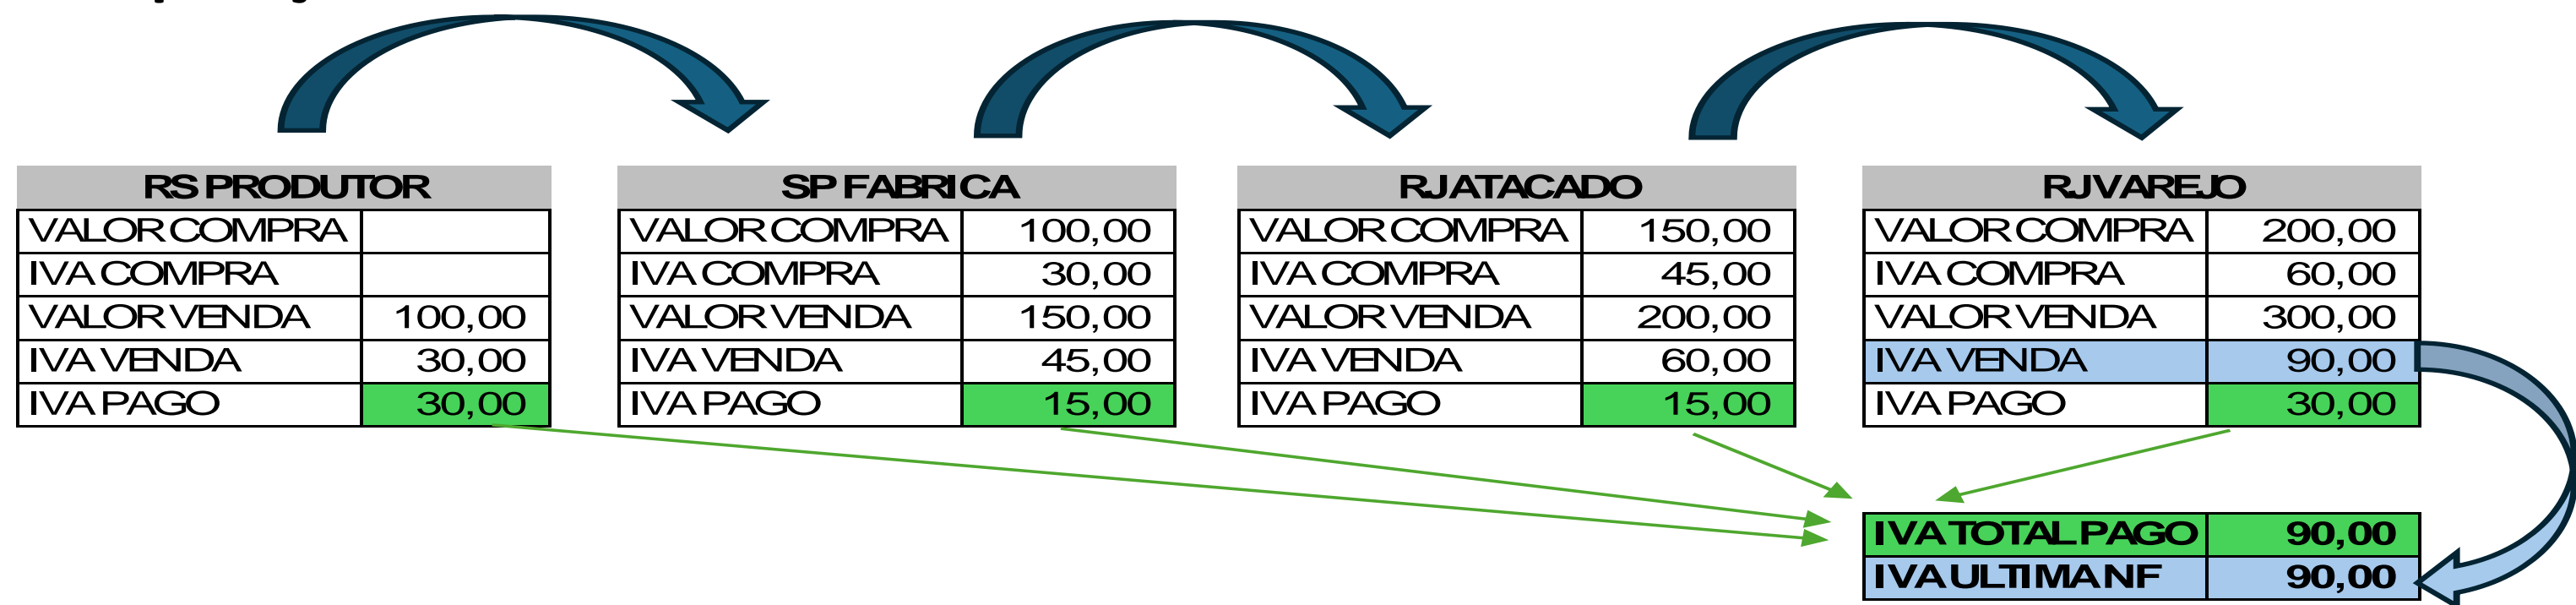 RS PRODUTOR
VALOR COMPRA
IVA COMPRA
VALOR VENDA 100,00
IVA VENDA 30,00
IVA PAGO 30,00
SP FABRICA
VALOR COMPRA 100,00
IVA COMPRA 30,00
VALOR VENDA 150,00
IVA VENDA 45,00
IVA PAGO 15,00
RJ ATACADO
VALOR COMPRA 150,00
IVA COMPRA 45,00
VALOR VENDA 200,00
IVA VENDA 60,00
IVA PAGO 15,00
RJ VAREJO
VALOR COMPRA 200,00
IVA COMPRA 60,00
VALOR VENDA 300,00
IVA VENDA 90,00
IVA PAGO 30,00
IVA TOTAL PAGO 90,00
IVA ULTIMA NF 90,00